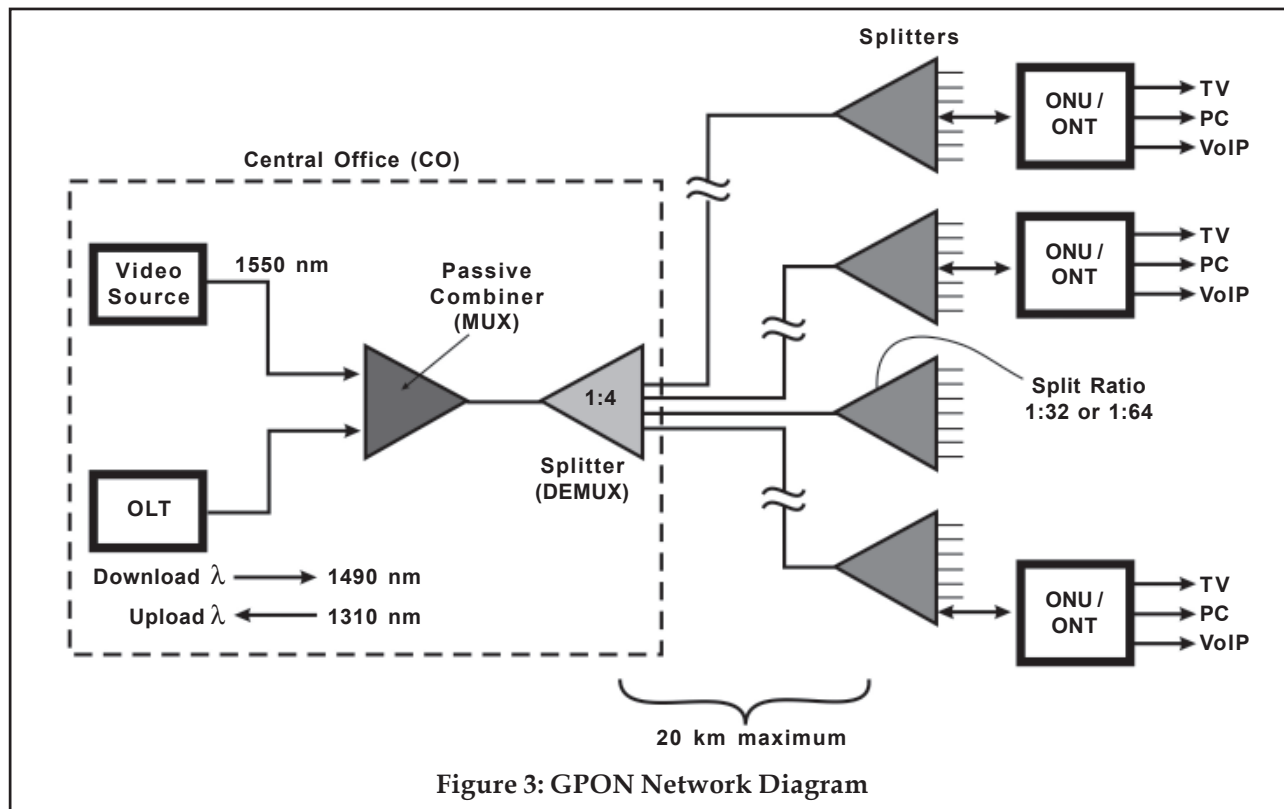 Splitters
ONU /
ONT
TV
PC
VoIP
Central Office (CO)
Video
Source
1550 nm
Passive
Combiner
(MUX)
ONU /
ONT
TV
PC
VoIP
1:4
Split Ratio
1:32 or 1:64
Splitter
(DEMUX)
OLT
Download λ
1490 nm
Upload λ
1310 nm
ONU /
ONT
TV
PC
VoIP
20 km maximum
Figure 3: GPON Network Diagram